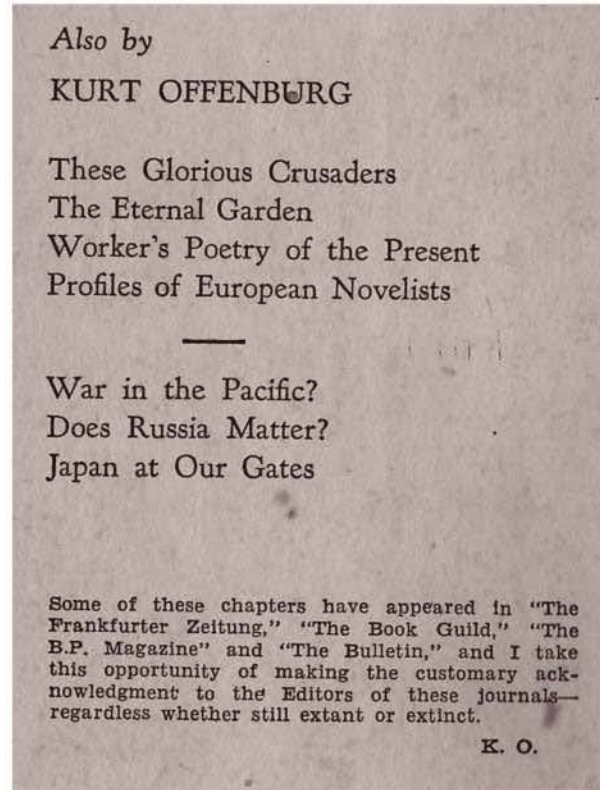 Also by
KURT OFFENBURG
These Glorious Crusaders
The Eternal Garden
Worker's Poetry of the Present
Profiles of European Novelists
War in the Pacific?
Does Russia Matter?
Japan at Our Gates
Some of these chapters have appeared in "The
Frankfurter Zeitung," "The Book Guild," "The
B.P. Magazine" and "The Bulletin," and I take
this opportunity of making the customary ack-
nowledgment to the Editors of these journals—
regardless whether still extant or extinct.
K. O.